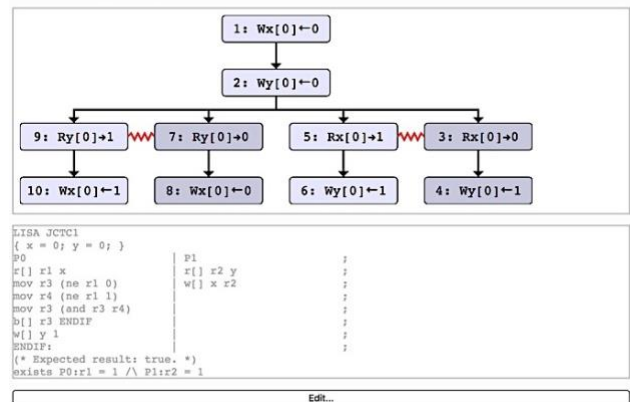 1: Wx[0]←0
2: Wy[0]←0
9: Ry[0]→1 7: Ry[0]→0 5: Rx[0]→1 3: Rx[0]→0
10: Wx[0]←1 8: Wx[0]←0 6: Wy[0]←1 4: Wy[0]←1
LISA JCTC1
{ x = 0; y = 0; }
P0 | P1 ;
r[] r1 x | r[] r2 y ;
mov r3 (ne r1 0) | w[] x r2 ;
mov r4 (ne r1 1) | ;
mov r3 (and r3 r4) | ;
b[] r3 ENDIF | ;
w[] y 1 | ;
ENDIF: | ;
(* Expected result: true. *)
exists P0:r1 = 1 /\ P1:r2 = 1
Edit...